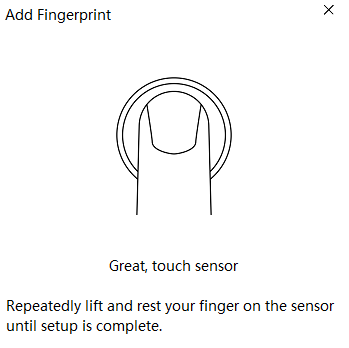 Add Fingerprint
Great, touch sensor
Repeatedly lift and rest your finger on the sensor
until setup is complete.